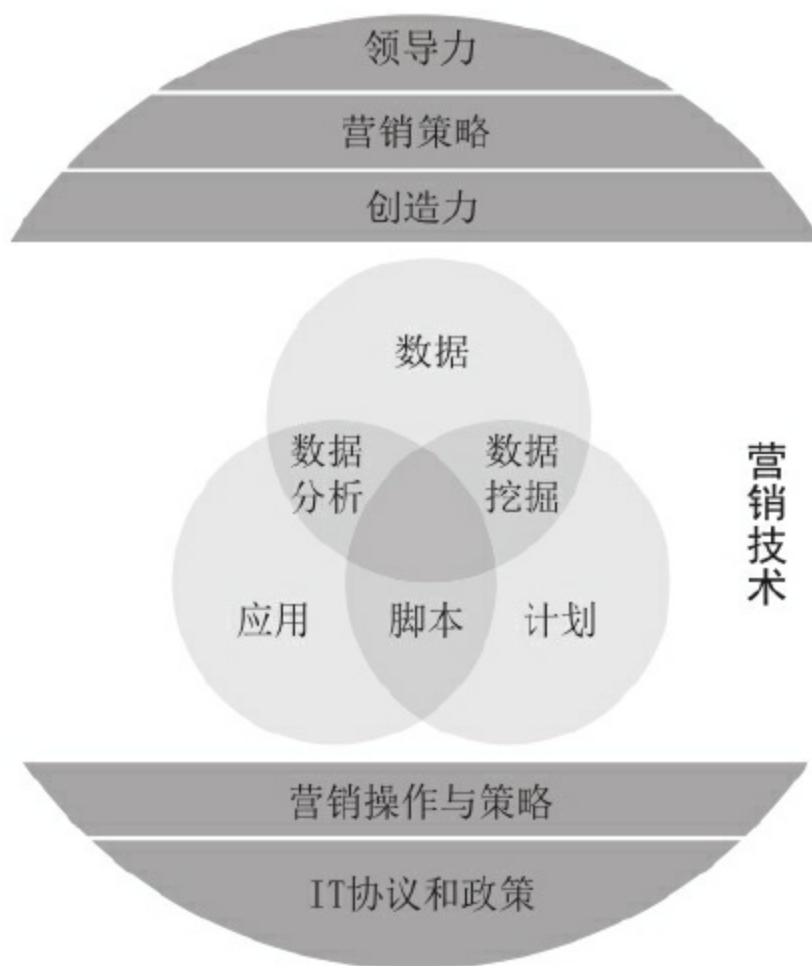 领导力
营销策略
创造力
数据
数据
分析
数据
挖掘
营销技术
应用
脚本
计划
营销操作与策略
IT协议和政策